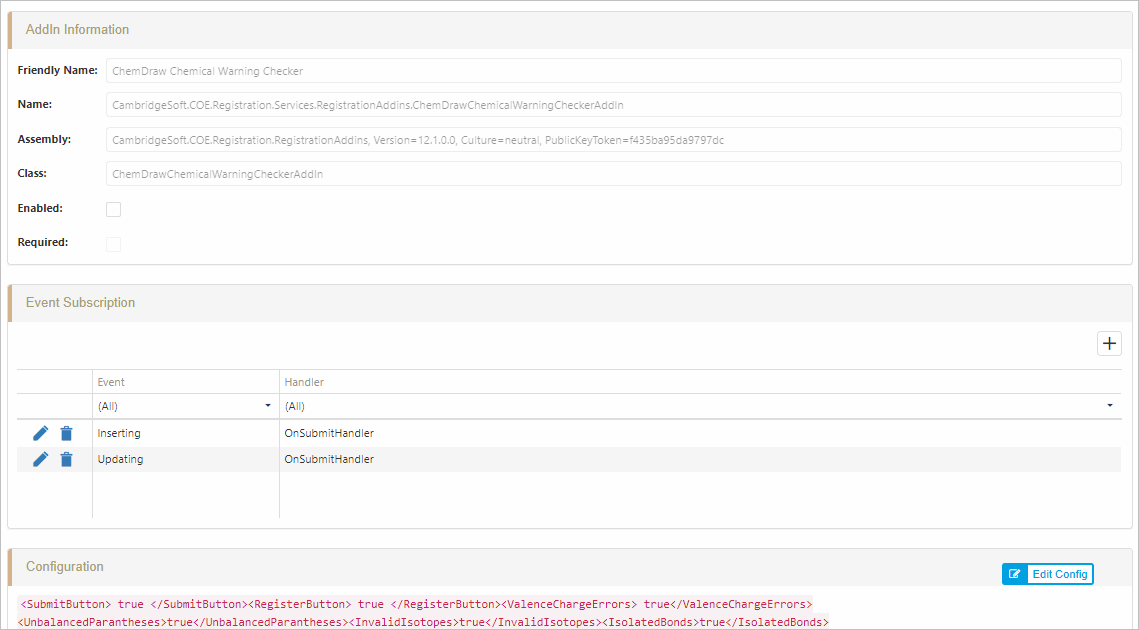 AddIn Information
Friendly Name: ChemDraw Chemical Warning Checker
Name: CambridgeSoft.COE.Registration.Services.RegistrationAddins.ChemDrawChemicalWarningCheckerAddIn
Assembly: CambridgeSoft.COE.Registration.RegistrationAddins, Version=12.1.0.0, Culture=neutral, PublicKeyToken=f435ba95da9797dc
Class: ChemDrawChemicalWarningCheckerAddIn
Enabled:
Required:
Event Subscription
Event Handler
(All) (All)
Inserting OnSubmitHandler
Updating OnSubmitHandler
Configuration
Edit Config
<SubmitButton> true </SubmitButton><RegisterButton> true </RegisterButton><ValenceChargeErrors> true</ValenceChargeErrors>
<UnbalancedParantheses>true</UnbalancedParantheses><InvalidIsotopes>true</InvalidIsotopes><IsolatedBonds>true</IsolatedBonds>